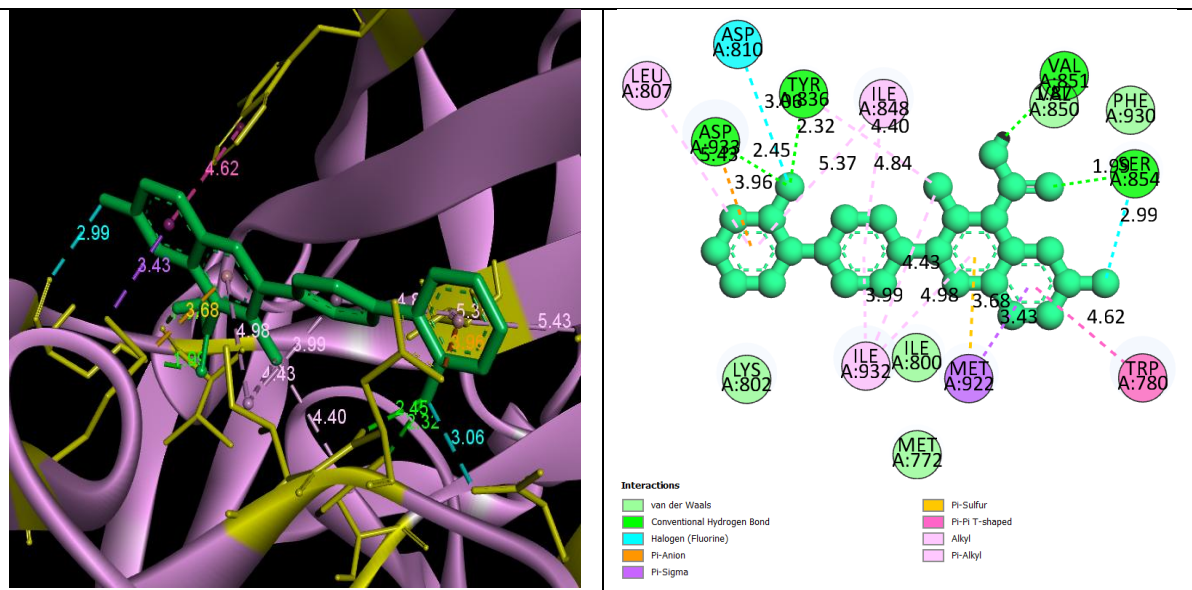 4.62
2.99
3.43
3.68
4.98
3.99
4.43
4.40
5.43
2.45
2.32
3.06
ASP
A:810
LEU
A:807
TYR
A:836
ILE
A:848
VAL
A:851
VAL
A:850
PHE
A:930
ASP
A:933
SER
A:854
2.32
4.40
2.45
5.37
4.84
5.43
3.96
1.87
1.99
2.99
4.43
3.99
4.98
3.68
3.43
4.62
LYS
A:802
ILE
A:932
ILE
A:800
MET
A:922
TRP
A:780
MET
A:772
Interactions
van der Waals
Conventional Hydrogen Bond
Halogen (Fluorine)
Pi-Anion
Pi-Sigma
Pi-Sulfur
Pi-Pi T-shaped
Alkyl
Pi-Alkyl